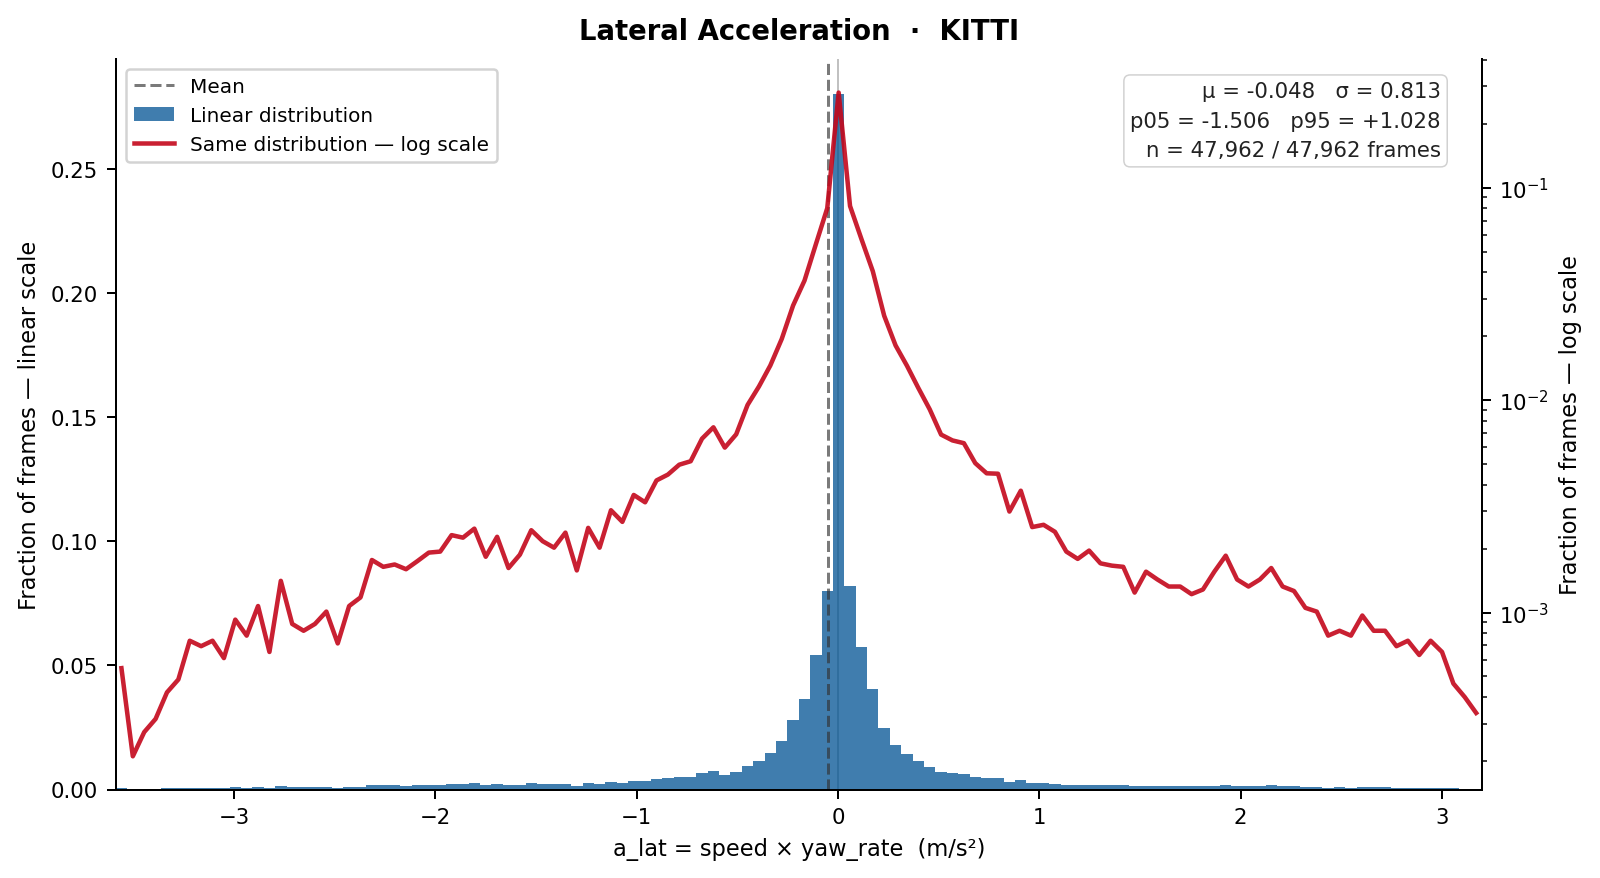 Lateral Acceleration · KITTI
Mean
Linear distribution
Same distribution — log scale
μ = -0.048 σ = 0.813
p05 = -1.506 p95 = +1.028
n = 47,962 / 47,962 frames
Fraction of frames — linear scale
0.25
0.20
0.15
0.10
0.05
0.00
10⁻¹
10⁻²
10⁻³
Fraction of frames — log scale
−3
−2
−1
0
1
2
3
a_lat = speed × yaw_rate (m/s²)